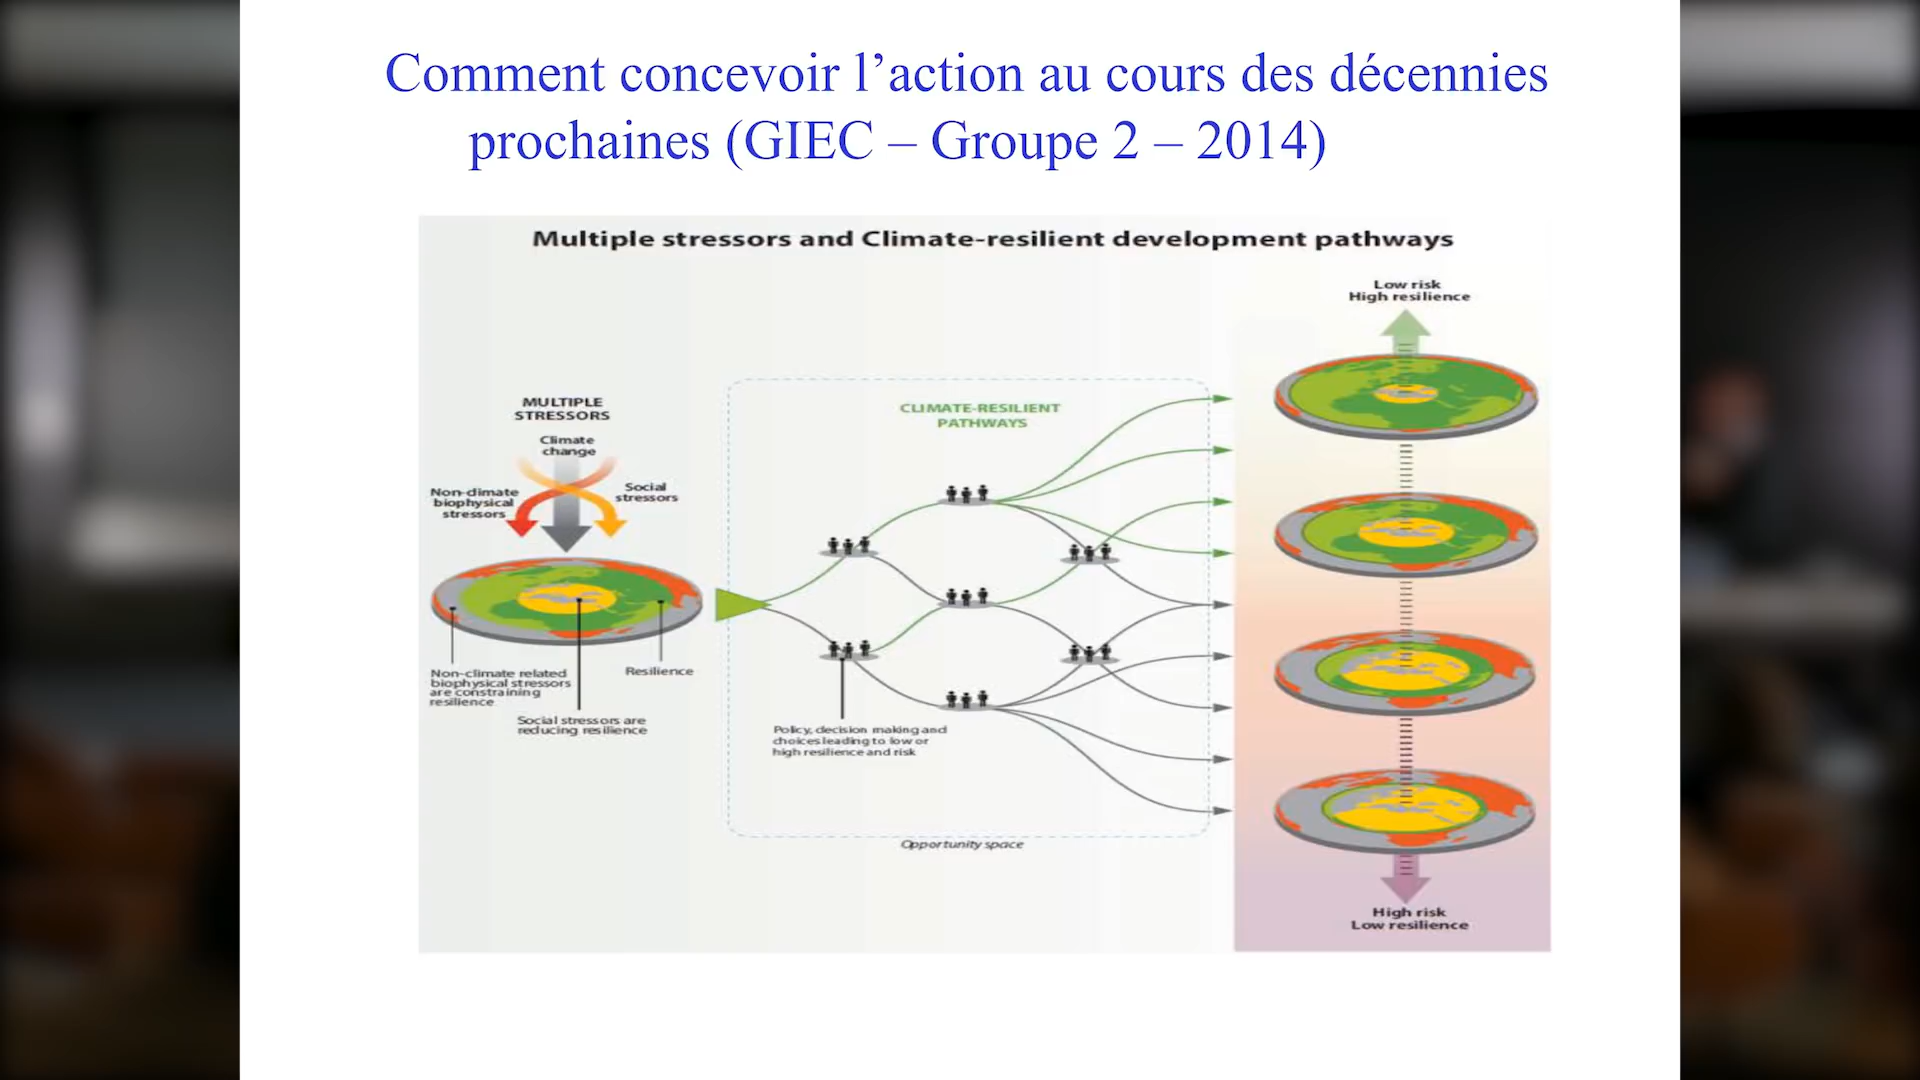 Comment concevoir l’action au cours des décennies
prochaines (GIEC – Groupe 2 – 2014)
Multiple stressors and Climate-resilient development pathways
Low risk
High resilience
MULTIPLE
STRESSORS
Climate
change
Non-climate
biophysical
stressors
Social
stressors
CLIMATE-RESILIENT
PATHWAYS
Non-climate related
biophysical stressors
are constraining
resilience
Resilience
Social stressors are
reducing resilience
Policy, decision making and
choices leading to low or
high resilience and risk
Opportunity space
High risk
Low resilience